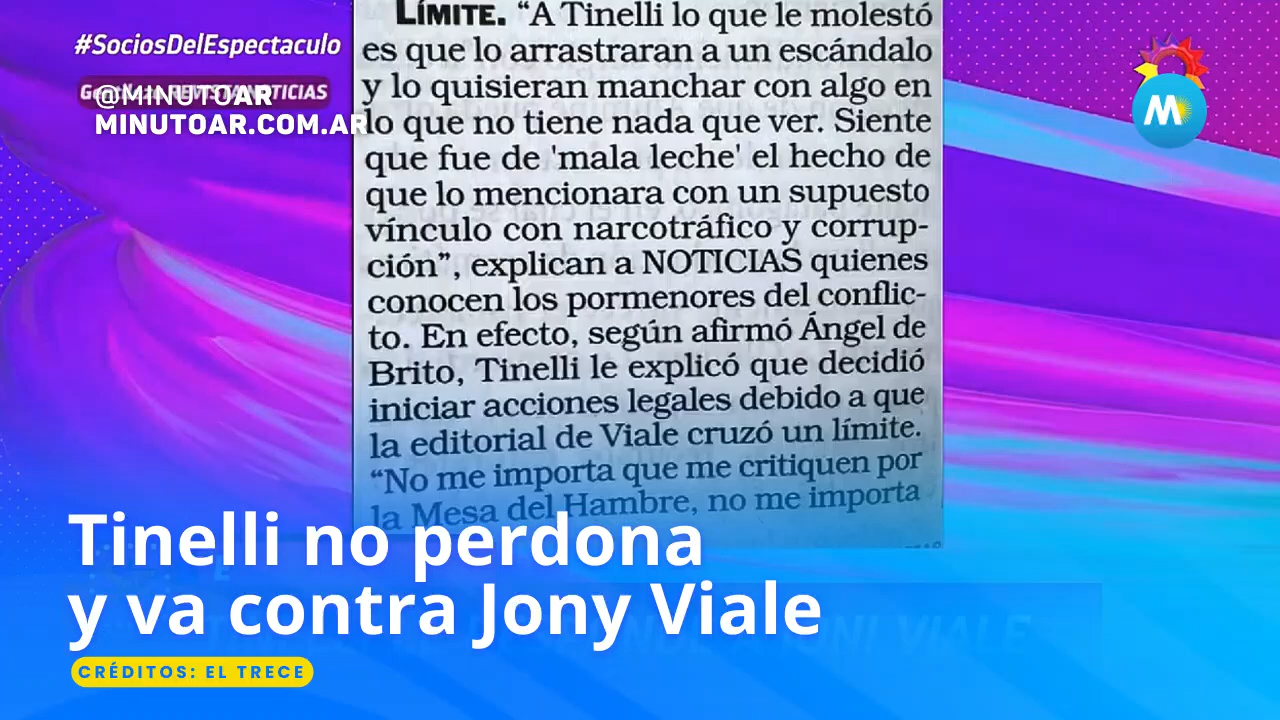 #SociosDelEspectaculo
REVISTA NOTICIAS
@MINUTOAR
MINUTOAR.COM.AR
M
LÍMITE. “A Tinelli lo que le molestó
es que lo arrastraran a un escándalo
y lo quisieran manchar con algo en
lo que no tiene nada que ver. Siente
que fue de 'mala leche' el hecho de
que lo mencionara con un supuesto
vínculo con narcotráfico y corrup-
ción”, explican a NOTICIAS quienes
conocen los pormenores del conflic-
to. En efecto, según afirmó Ángel de
Brito, Tinelli le explicó que decidió
iniciar acciones legales debido a que
la editorial de Viale cruzó un límite.
“No me importa que me critiquen por
la Mesa del Hambre, no me importa
Tinelli no perdona
y va contra Jony Viale
VIALE
CRÉDITOS: EL TRECE